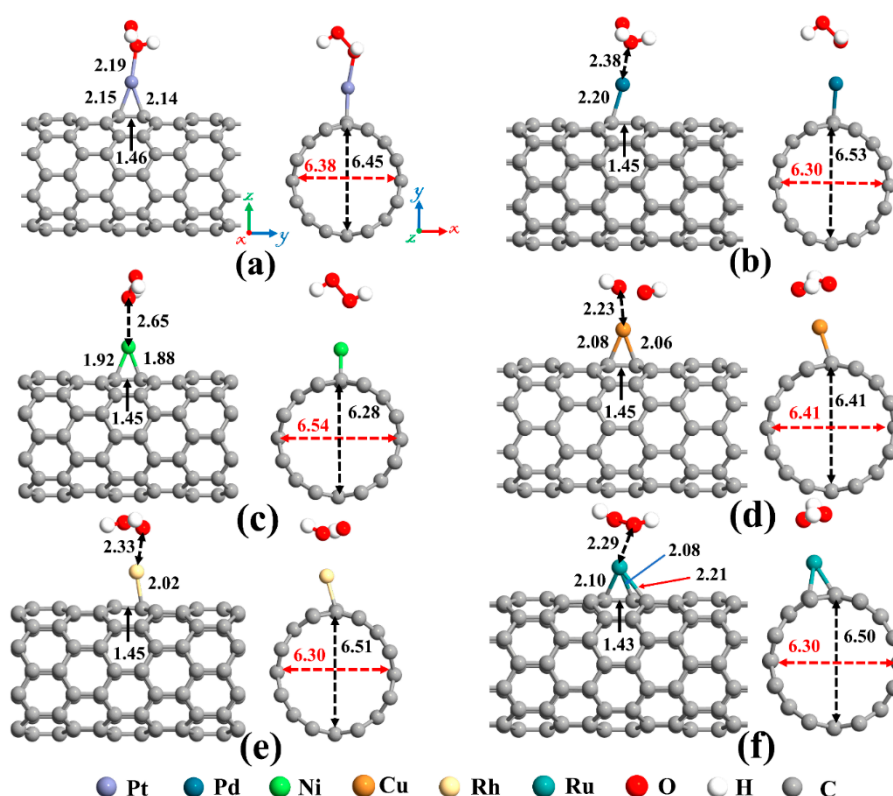 2.19
2.15
2.14
1.46
6.38
6.45
z
x
y
y
z
x
(a)
2.38
2.20
1.45
6.30
6.53
(b)
2.65
1.92
1.88
1.45
6.54
6.28
(c)
2.23
2.08
2.06
1.45
6.41
6.41
(d)
2.33
2.02
1.45
6.30
6.51
(e)
2.29
2.08
2.10
2.21
1.43
6.30
6.50
(f)
Pt Pd Ni Cu Rh Ru O H C